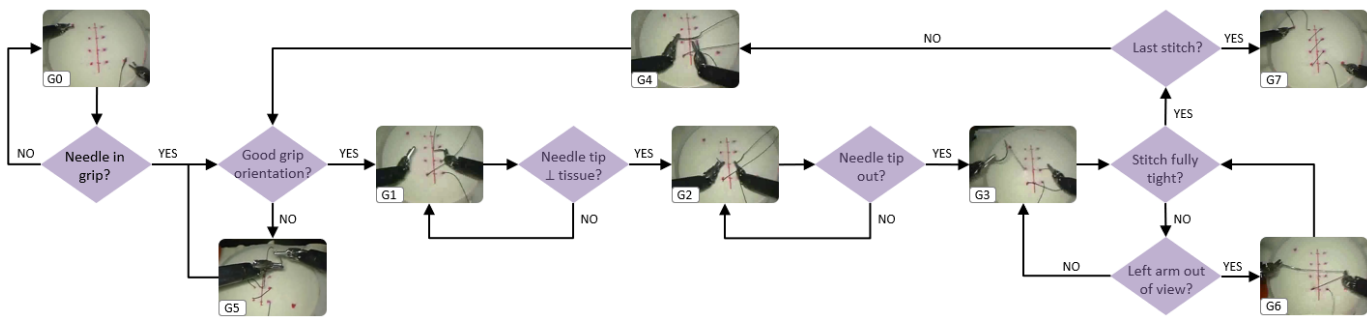 G0
Needle in
grip?
NO
YES
Good grip
orientation?
YES
NO
G5
G1
Needle tip
⊥ tissue?
YES
NO
G2
Needle tip
out?
YES
NO
G3
Stitch fully
tight?
YES
NO
Left arm out
of view?
NO
YES
G6
Last stitch?
NO
YES
G4
G7